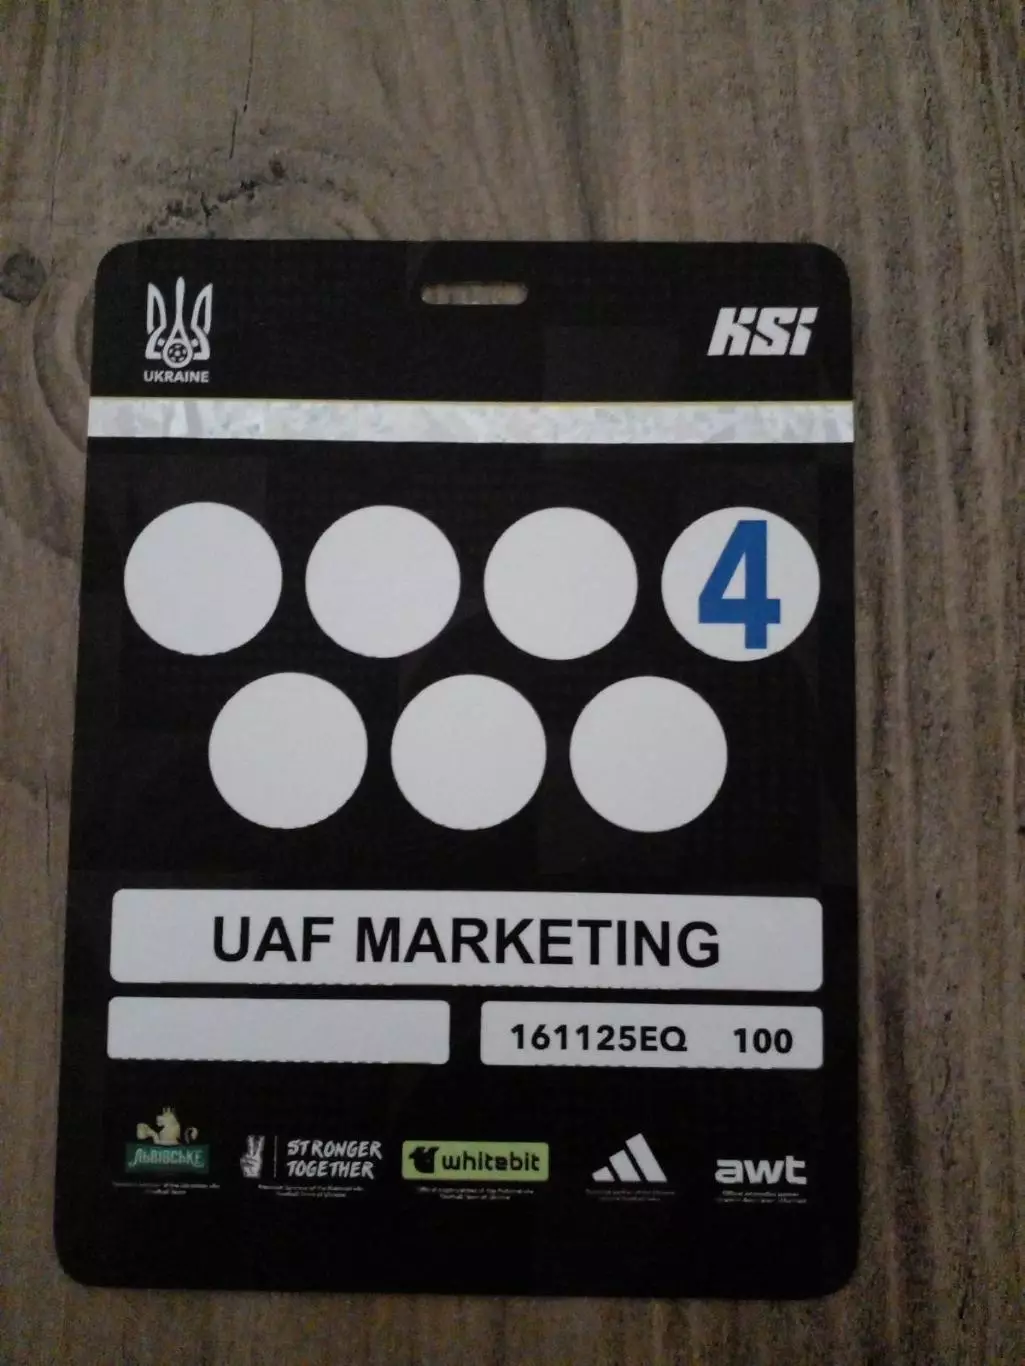 UKRAINE
KSI
4
UAF MARKETING
161125EQ 100
ЛЬВІВСЬКЕ
STRONGER
TOGETHER
whitebit
awt